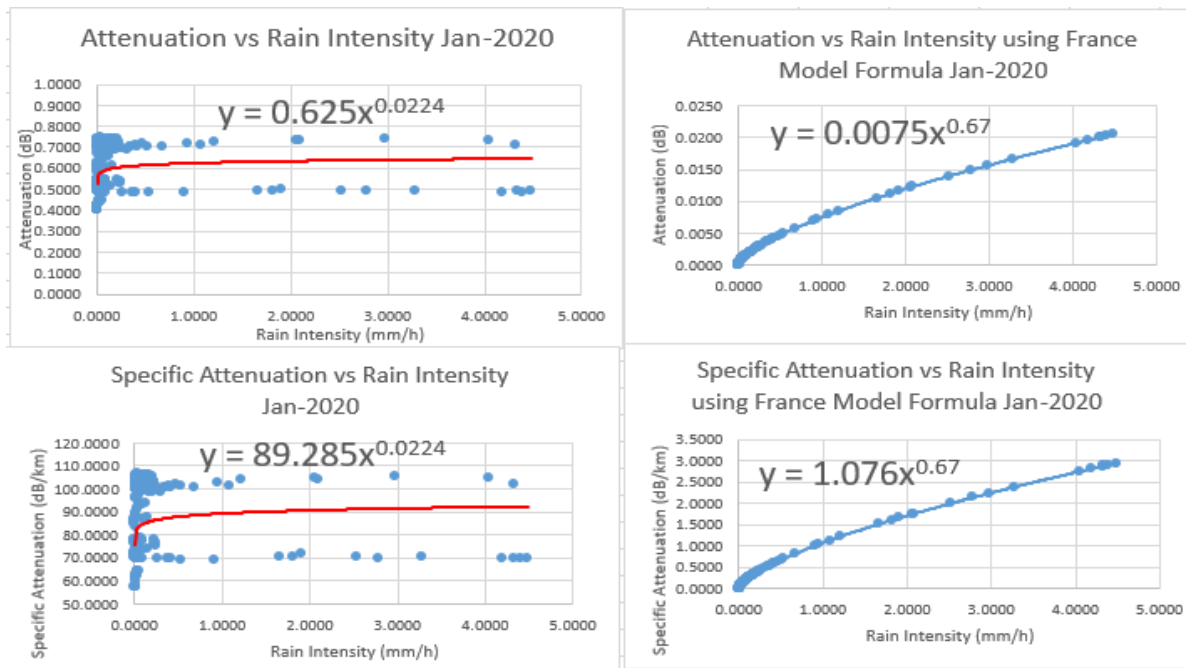 Attenuation vs Rain Intensity Jan-2020
y = 0.625x^0.0224
Attenuation (dB)
1.0000
0.9000
0.8000
0.7000
0.6000
0.5000
0.4000
0.3000
0.2000
0.1000
0.0000
0.0000 1.0000 2.0000 3.0000 4.0000 5.0000
Rain Intensity (mm/h)
Attenuation vs Rain Intensity using France
Model Formula Jan-2020
y = 0.0075x^0.67
Attenuation (dB)
0.0250
0.0200
0.0150
0.0100
0.0050
0.0000
0.0000 1.0000 2.0000 3.0000 4.0000 5.0000
Rain Intensity (mm/h)
Specific Attenuation vs Rain Intensity
Jan-2020
y = 89.285x^0.0224
Specific Attenuation (dB/km)
120.0000
110.0000
100.0000
90.0000
80.0000
70.0000
60.0000
50.0000
0.0000 1.0000 2.0000 3.0000 4.0000 5.0000
Rain Intensity (mm/h)
Specific Attenuation vs Rain Intensity
using France Model Formula Jan-2020
y = 1.076x^0.67
Specific Attenuation (dB/km)
3.5000
3.0000
2.5000
2.0000
1.5000
1.0000
0.5000
0.0000
0.0000 1.0000 2.0000 3.0000 4.0000 5.0000
Rain Intensity (mm/h)